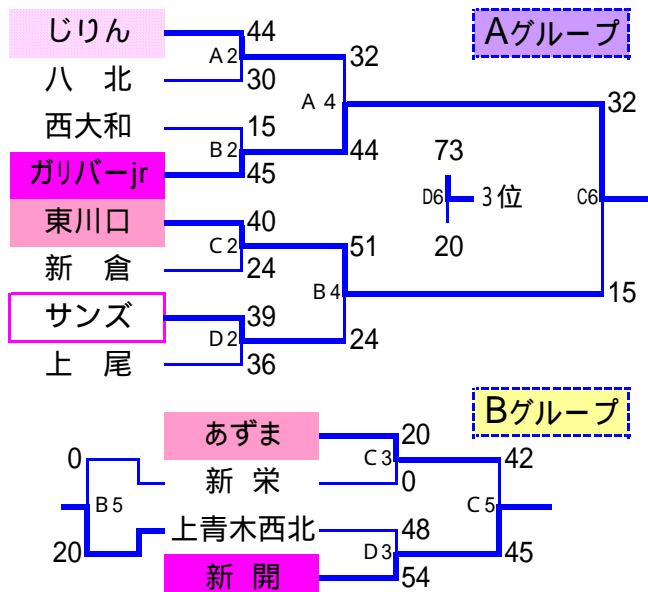 じりん 44 Aグループ
A2 32
八 北 30
A4 32
西大和 15
B2 44 73
ガリバーjr 45
D6 3位 C6
東川口 40
C2 51 20
新 倉 24
B4 15
サンズ 39
D2 24
上 尾 36
Bグループ
あずま 20
0 C3 42
新 栄 0
B5 C5
上青木西北 48
20 D3 45
新 開 54